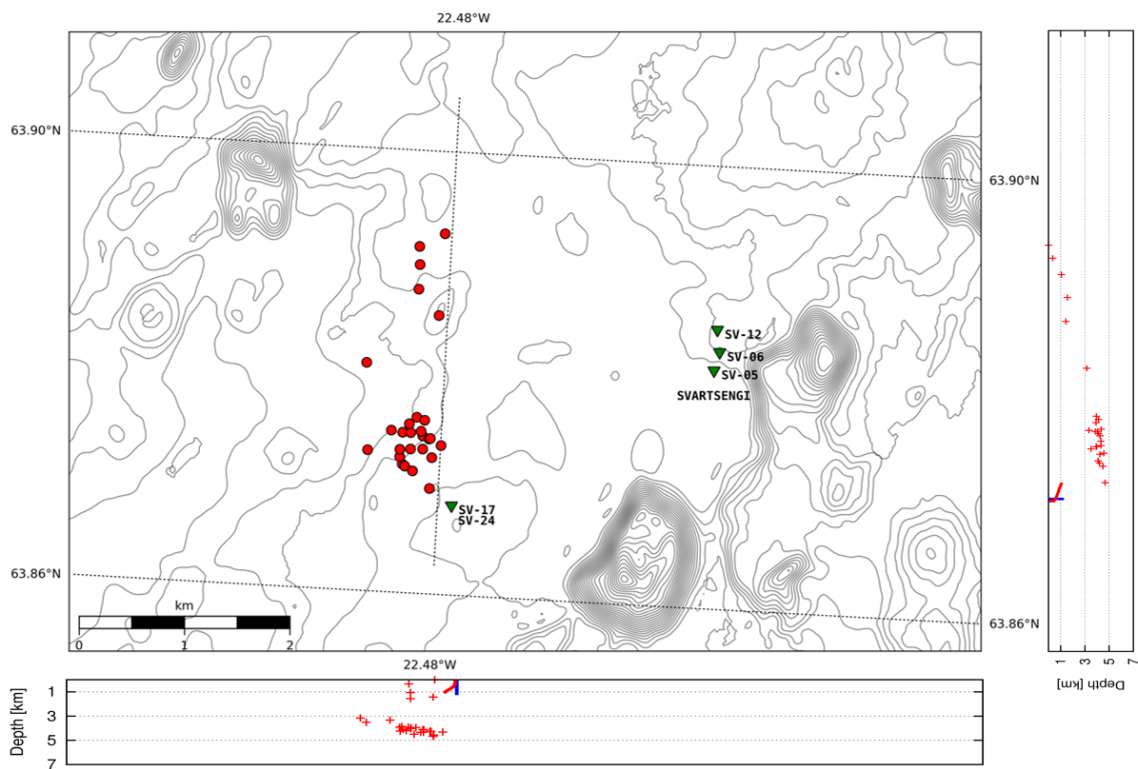 22.48°W
63.90°N
63.90°N
SV-12
SV-06
SV-05
SVARTSENGI
SV-17
SV-24
63.86°N
63.86°N
km
0 1 2
22.48°W
Depth [km]
1
3
5
7
1 3 5 7
Depth [km]